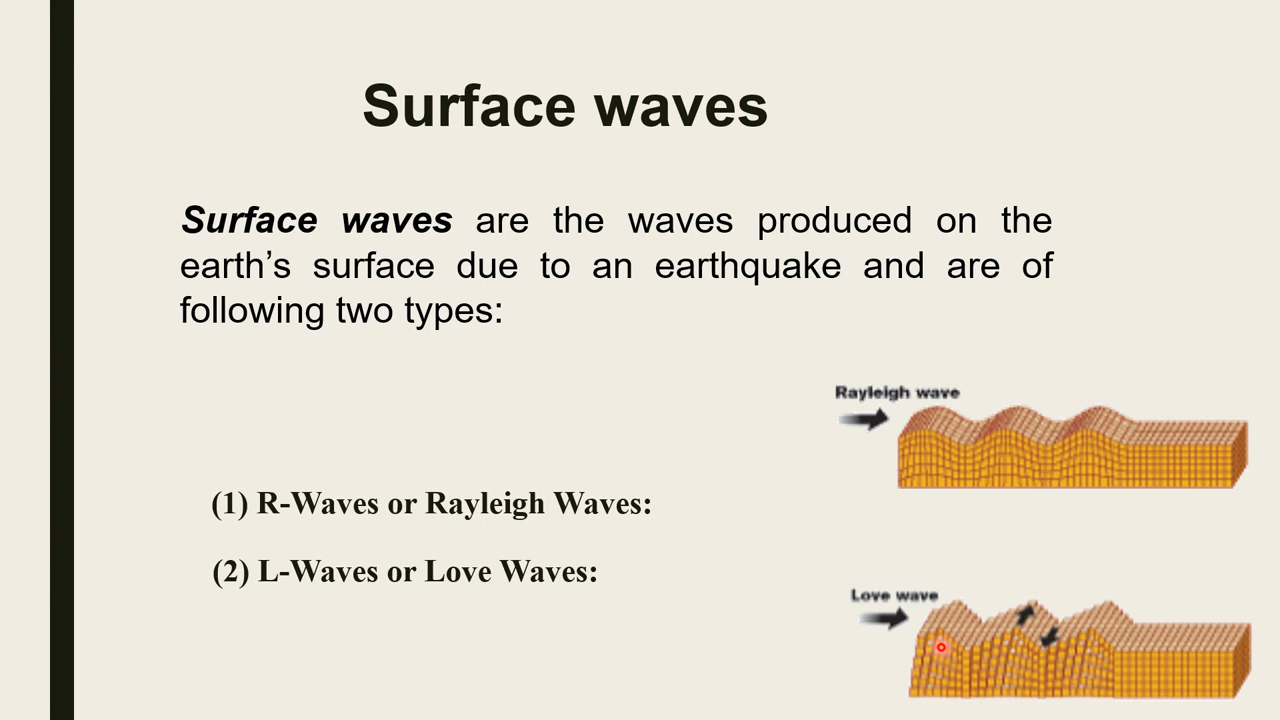 Surface waves
Surface waves are the waves produced on the
earth’s surface due to an earthquake and are of
following two types:
Rayleigh wave
(1) R-Waves or Rayleigh Waves:
(2) L-Waves or Love Waves:
Love wave